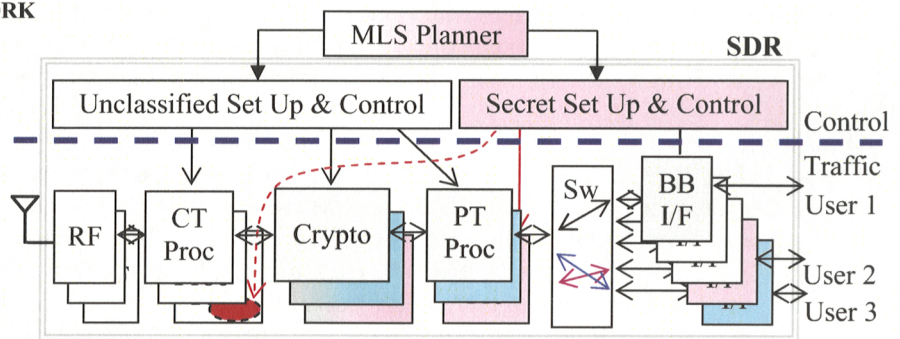 RK
MLS Planner
SDR
Unclassified Set Up & Control
Secret Set Up & Control
Control
Traffic
RF
CT
Proc
Crypto
PT
Proc
Sw
BB
I/F
User 1
User 2
User 3